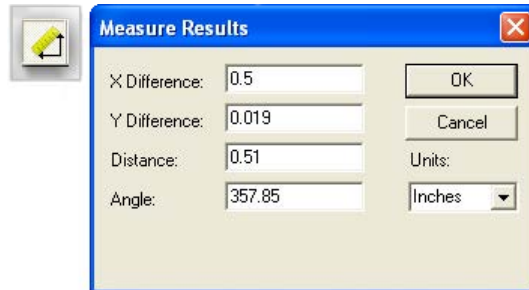 Measure Results
X Difference: 0.5 OK
Y Difference: 0.019 Cancel
Distance: 0.51 Units:
Angle: 357.85 Inches